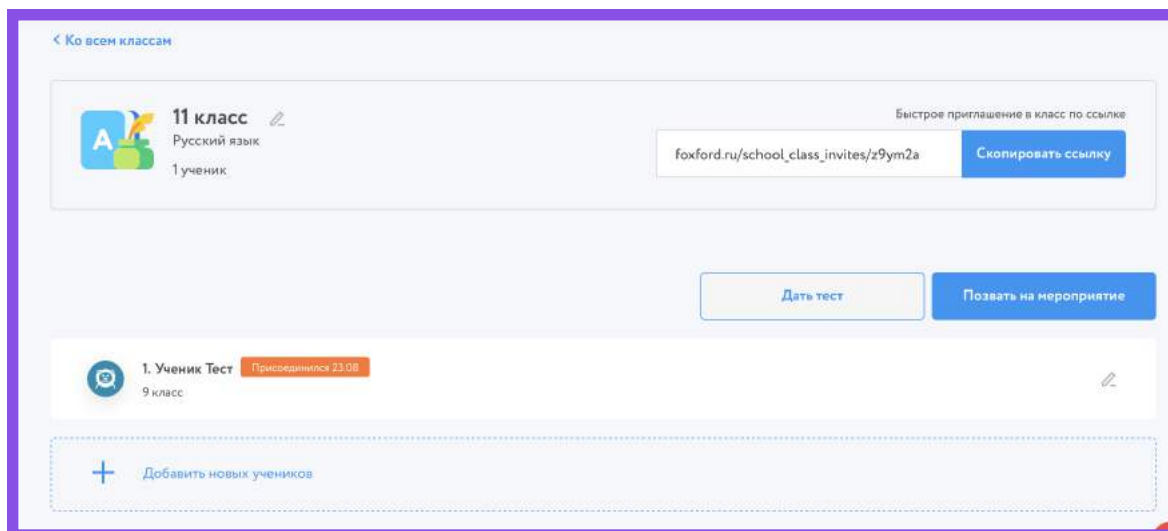 < Ко всем классам
11 класс
Русский язык
1 ученик
Быстрое приглашение в класс по ссылке
foxford.ru/school_class_invites/z9ym2a
Скопировать ссылку
Дать тест
Позвать на мероприятие
1. Ученик Тест Присоединился 23.08
9 класс
Добавить новых учеников